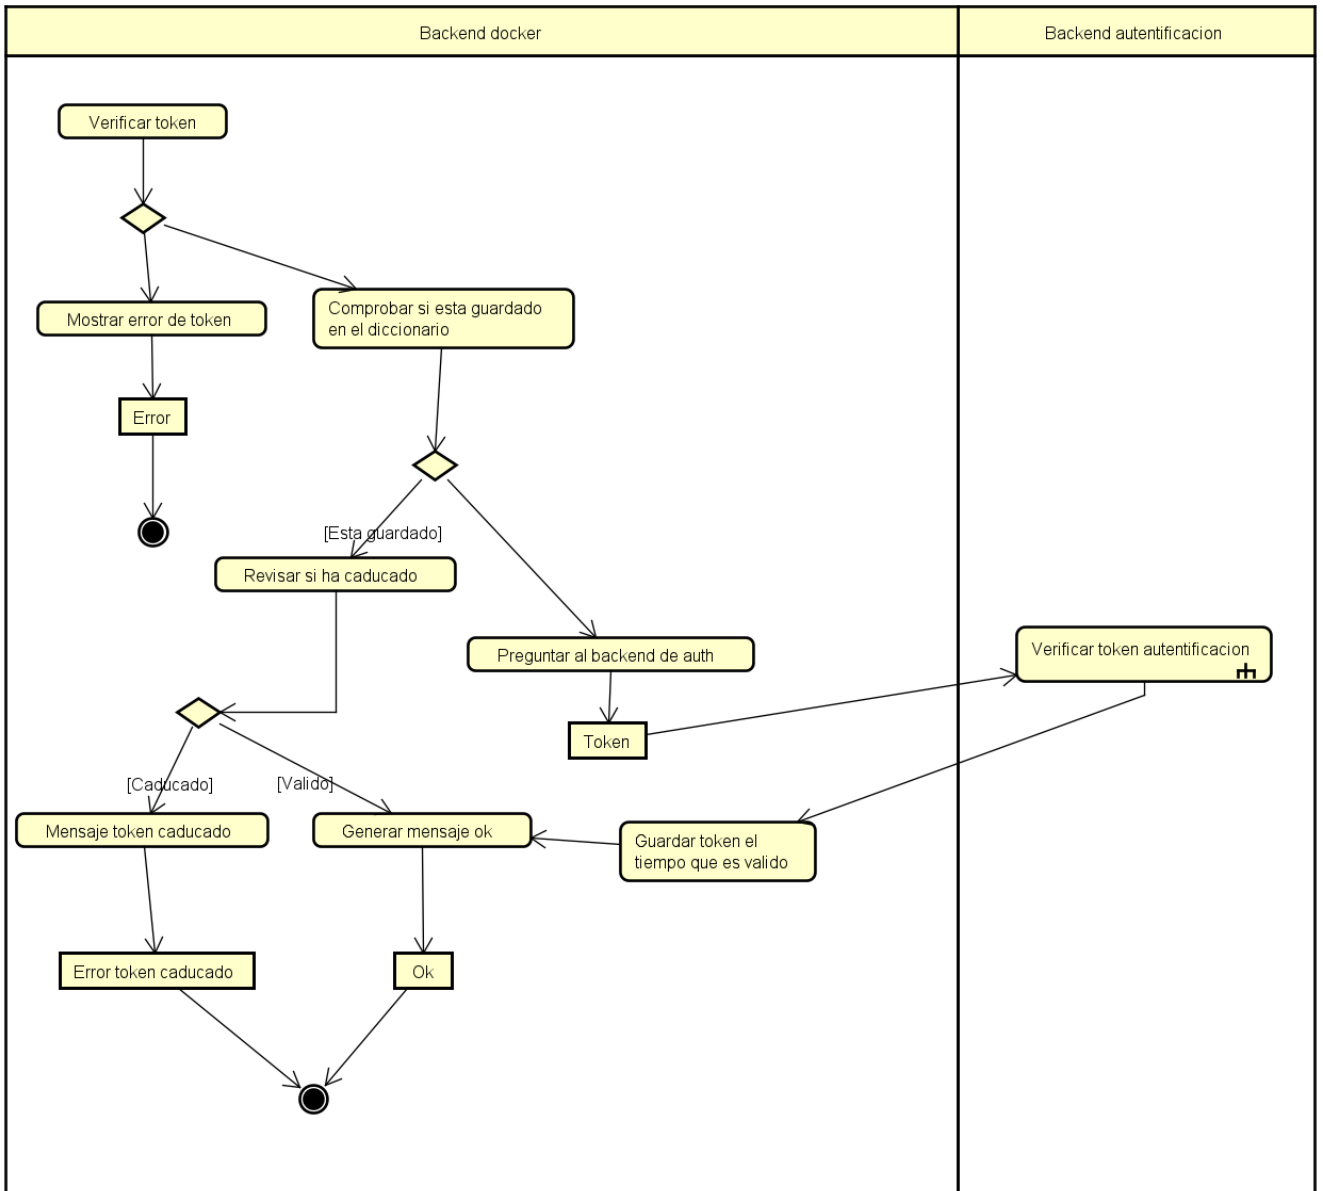 Backend docker
Backend autentificacion
Verificar token
Mostrar error de token
Comprobar si esta guardado
en el diccionario
Error
[Esta guardado]
Revisar si ha caducado
Preguntar al backend de auth
Verificar token autentificacion
Token
[Caducado]
[Valido]
Mensaje token caducado
Generar mensaje ok
Guardar token el
tiempo que es valido
Error token caducado
Ok